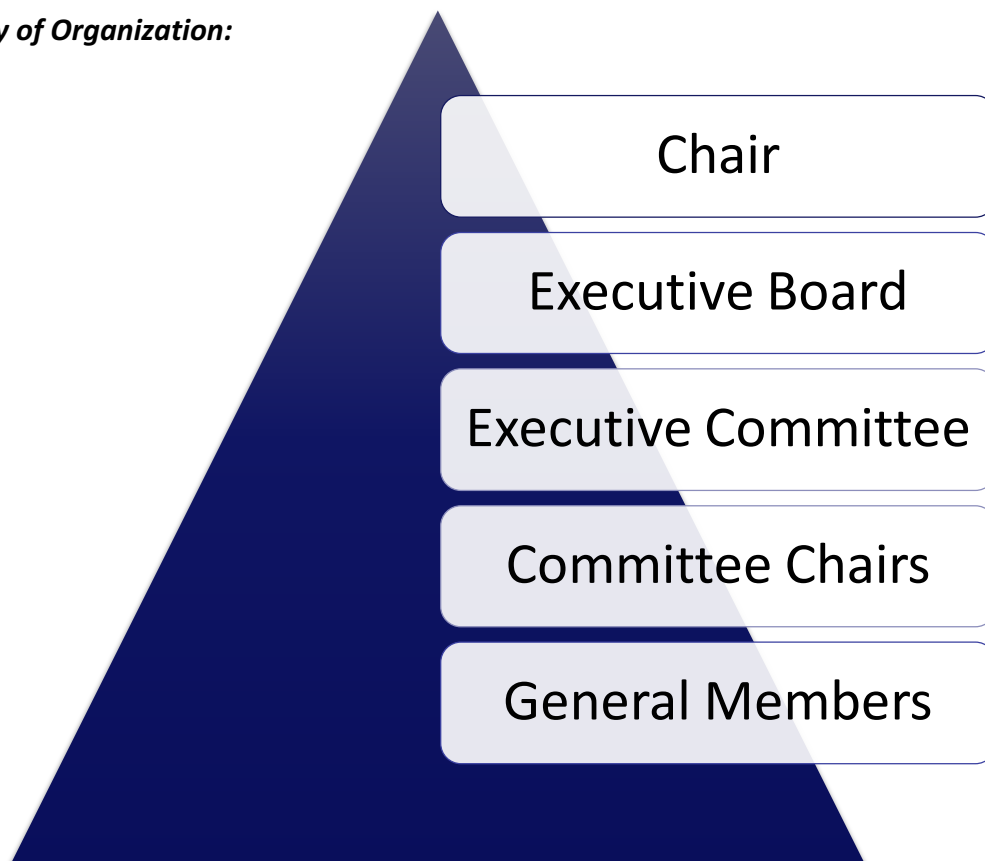 y of Organization:
Chair
Executive Board
Executive Committee
Committee Chairs
General Members